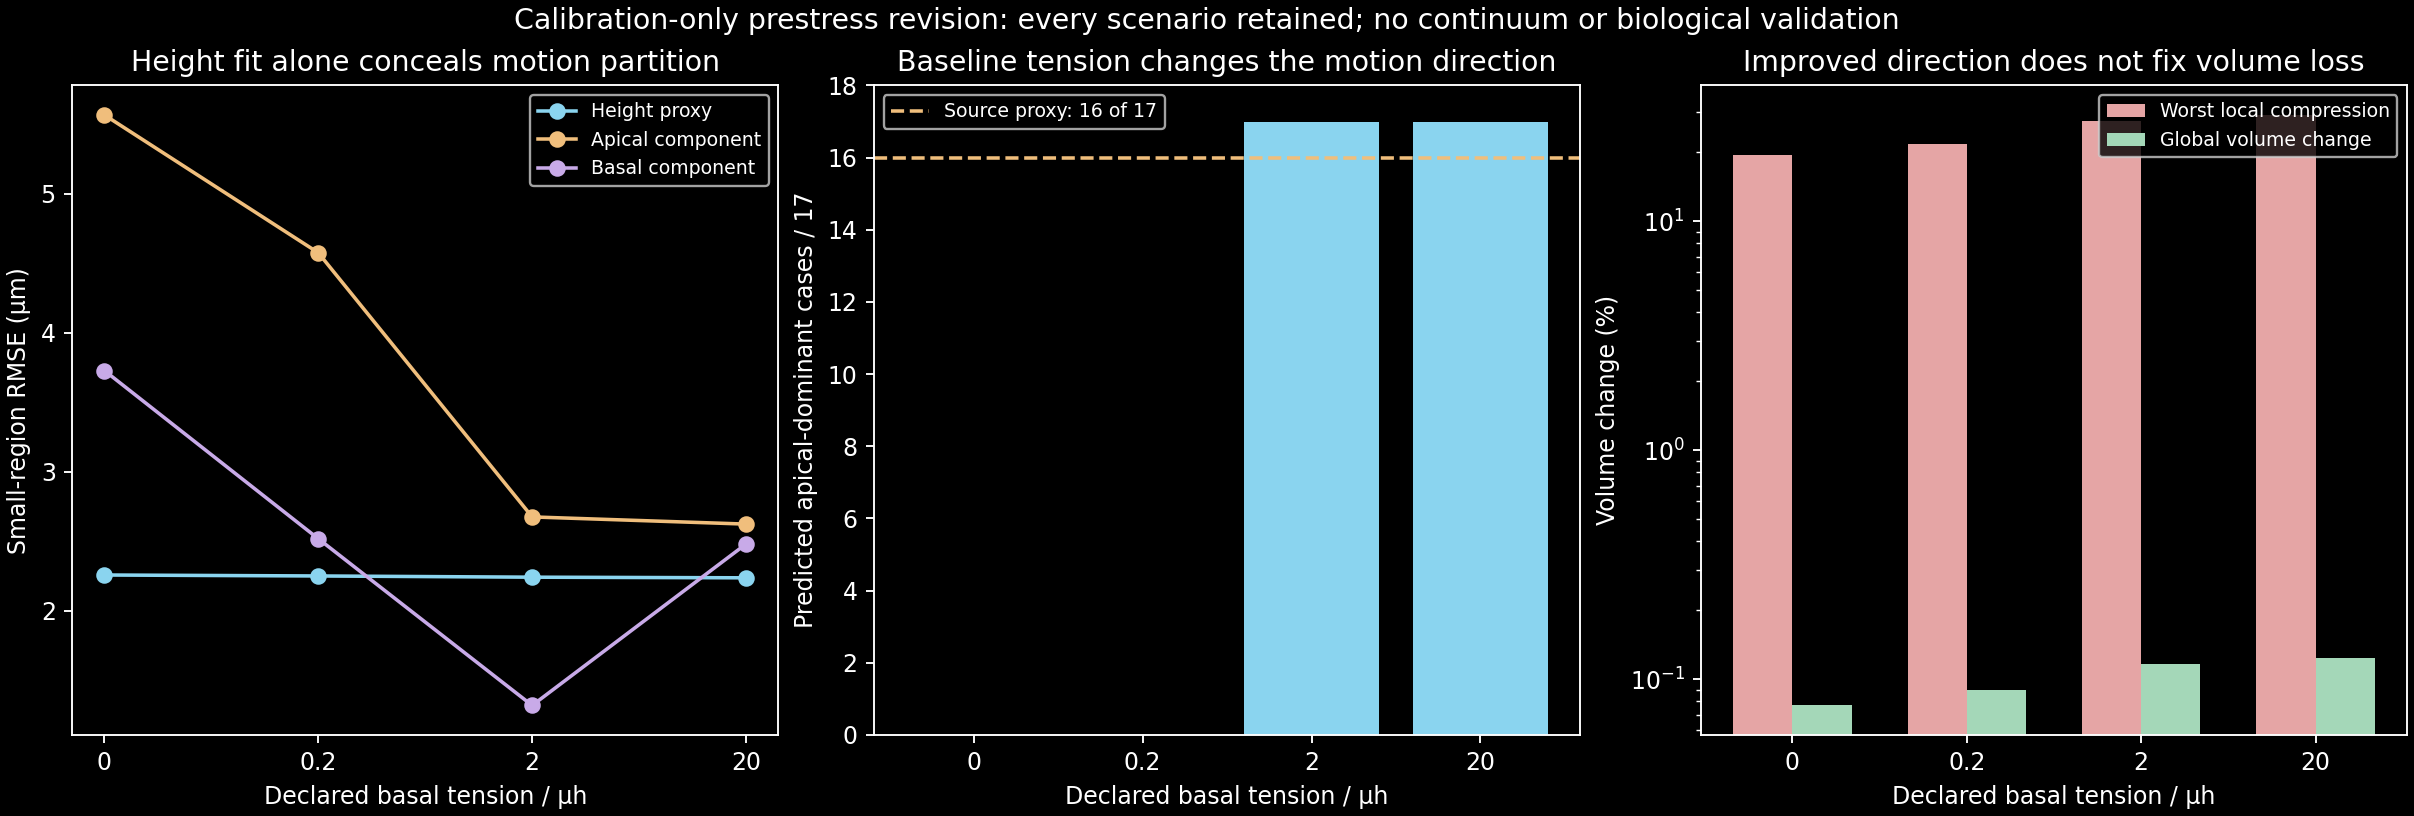 Calibration-only prestress revision: every scenario retained; no continuum or biological validation
Height fit alone conceals motion partition
Small-region RMSE (μm)
5
4
3
2
Height proxy
Apical component
Basal component
0 0.2 2 20
Declared basal tension / μh
Baseline tension changes the motion direction
Predicted apical-dominant cases / 17
18
16
14
12
10
8
6
4
2
0
Source proxy: 16 of 17
0 0.2 2 20
Declared basal tension / μh
Improved direction does not fix volume loss
Volume change (%)
10¹
10⁰
10⁻¹
Worst local compression
Global volume change
0 0.2 2 20
Declared basal tension / μh